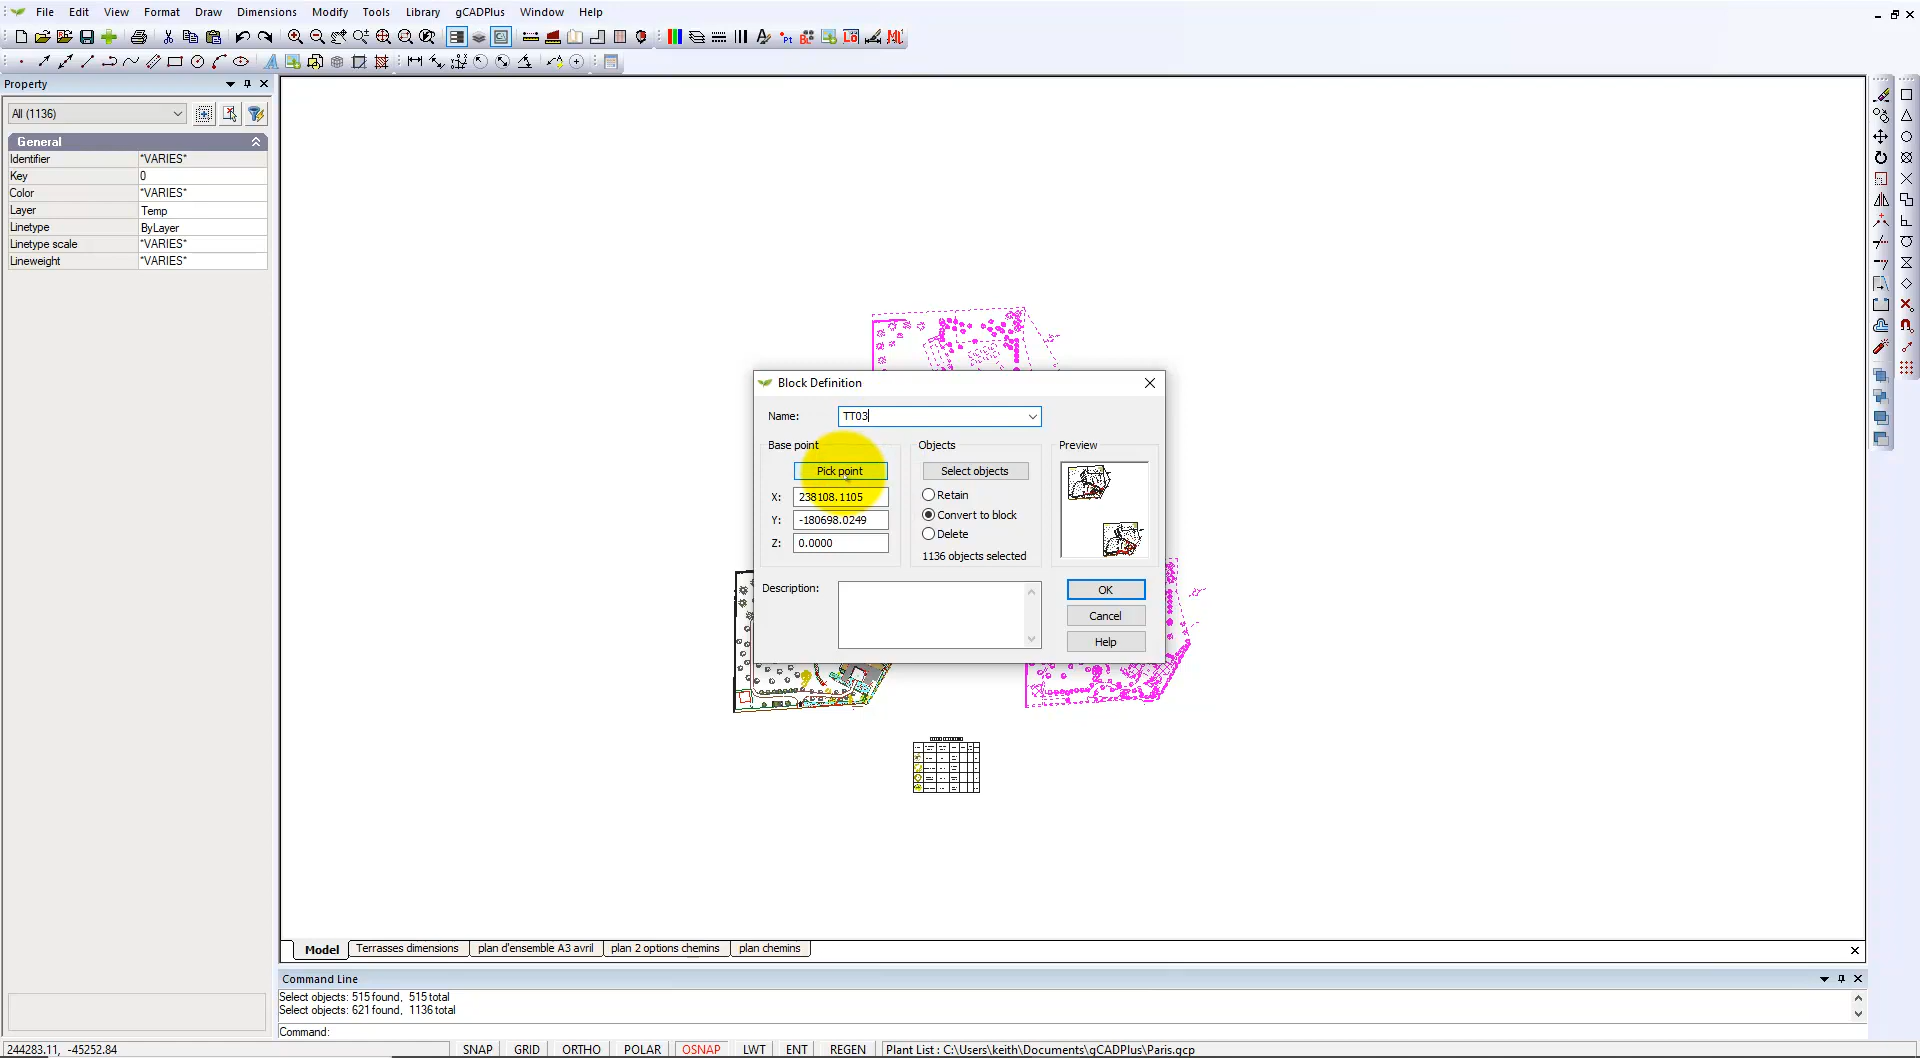 File Edit View Format Draw Dimensions Modify Tools Library gCADPlus Window Help
Property
All (1136)
General
Identifier *VARIES*
Key 0
Color *VARIES*
Layer Temp
Linetype ByLayer
Linetype scale *VARIES*
Lineweight *VARIES*
Block Definition
Name: TT03
Base point Objects Preview
Pick point Select objects
X: 238108.1105 Retain
Y: -180698.0249 Convert to block
Z: 0.0000 Delete
1136 objects selected
Description:
OK
Cancel
Help
Model Terrasses dimensions plan d'ensemble A3 avril plan 2 options chemins plan chemins
Command Line
Select objects: 515 found, 515 total
Select objects: 621 found, 1136 total
Command:
244283.11, -45252.84 SNAP GRID ORTHO POLAR OSNAP LWT ENT REGEN Plant List : C:\Users\keith\Documents\gCADPlus\Paris.gcp